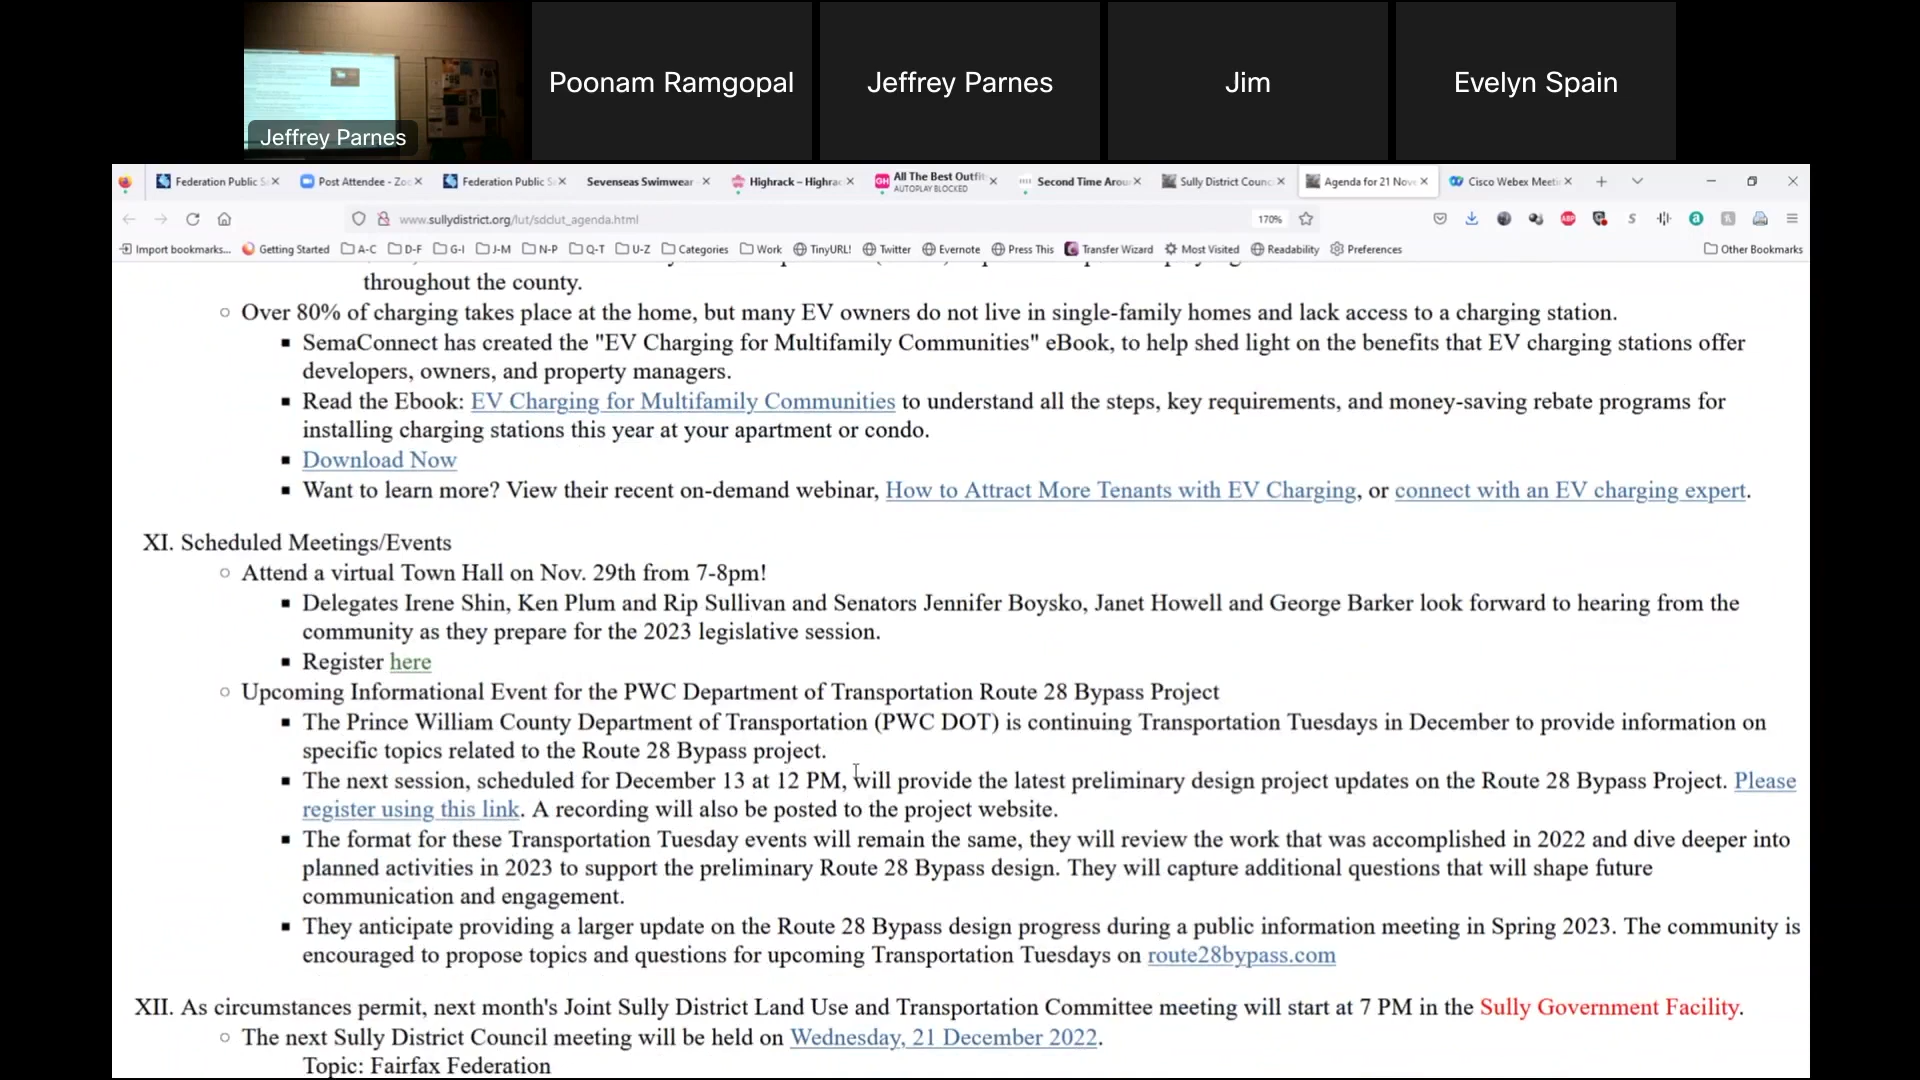 Jeffrey Parnes
Poonam Ramgopal
Jeffrey Parnes
Jim
Evelyn Spain
Federation Public S
Post Attendee - Zoo
Federation Public S
Sevenseas Swimwear
Highrack – Highrac
All The Best Outfit
AUTOPLAY BLOCKED
Second Time Arou
Sully District Counc
Agenda for 21 Nov
Cisco Webex Meeti
www.sullydistrict.org/lut/sdclut_agenda.html
170%
Import bookmarks...
Getting Started
A-C
D-F
G-I
J-M
N-P
Q-T
U-Z
Categories
Work
TinyURL!
Twitter
Evernote
Press This
Transfer Wizard
Most Visited
Readability
Preferences
Other Bookmarks
throughout the county.
Over 80% of charging takes place at the home, but many EV owners do not live in single-family homes and lack access to a charging station.
SemaConnect has created the "EV Charging for Multifamily Communities" eBook, to help shed light on the benefits that EV charging stations offer
developers, owners, and property managers.
Read the Ebook: EV Charging for Multifamily Communities to understand all the steps, key requirements, and money-saving rebate programs for
installing charging stations this year at your apartment or condo.
Download Now
Want to learn more? View their recent on-demand webinar, How to Attract More Tenants with EV Charging, or connect with an EV charging expert.
XI. Scheduled Meetings/Events
Attend a virtual Town Hall on Nov. 29th from 7-8pm!
Delegates Irene Shin, Ken Plum and Rip Sullivan and Senators Jennifer Boysko, Janet Howell and George Barker look forward to hearing from the
community as they prepare for the 2023 legislative session.
Register here
Upcoming Informational Event for the PWC Department of Transportation Route 28 Bypass Project
The Prince William County Department of Transportation (PWC DOT) is continuing Transportation Tuesdays in December to provide information on
specific topics related to the Route 28 Bypass project.
The next session, scheduled for December 13 at 12 PM, will provide the latest preliminary design project updates on the Route 28 Bypass Project. Please
register using this link. A recording will also be posted to the project website.
The format for these Transportation Tuesday events will remain the same, they will review the work that was accomplished in 2022 and dive deeper into
planned activities in 2023 to support the preliminary Route 28 Bypass design. They will capture additional questions that will shape future
communication and engagement.
They anticipate providing a larger update on the Route 28 Bypass design progress during a public information meeting in Spring 2023. The community is
encouraged to propose topics and questions for upcoming Transportation Tuesdays on route28bypass.com
XII. As circumstances permit, next month's Joint Sully District Land Use and Transportation Committee meeting will start at 7 PM in the Sully Government Facility.
The next Sully District Council meeting will be held on Wednesday, 21 December 2022.
Topic: Fairfax Federation